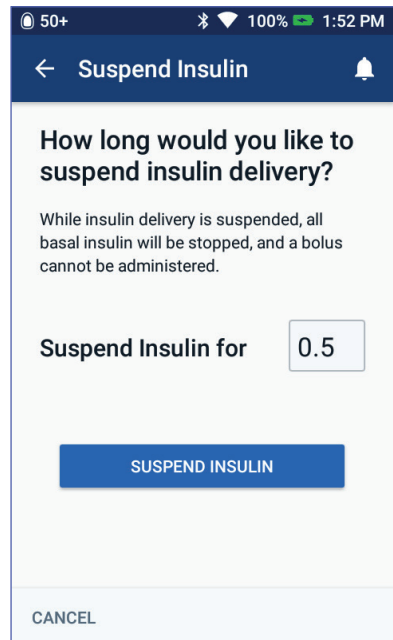 50+ 100% 1:52 PM
Suspend Insulin
How long would you like to
suspend insulin delivery?
While insulin delivery is suspended, all
basal insulin will be stopped, and a bolus
cannot be administered.
Suspend Insulin for 0.5
SUSPEND INSULIN
CANCEL